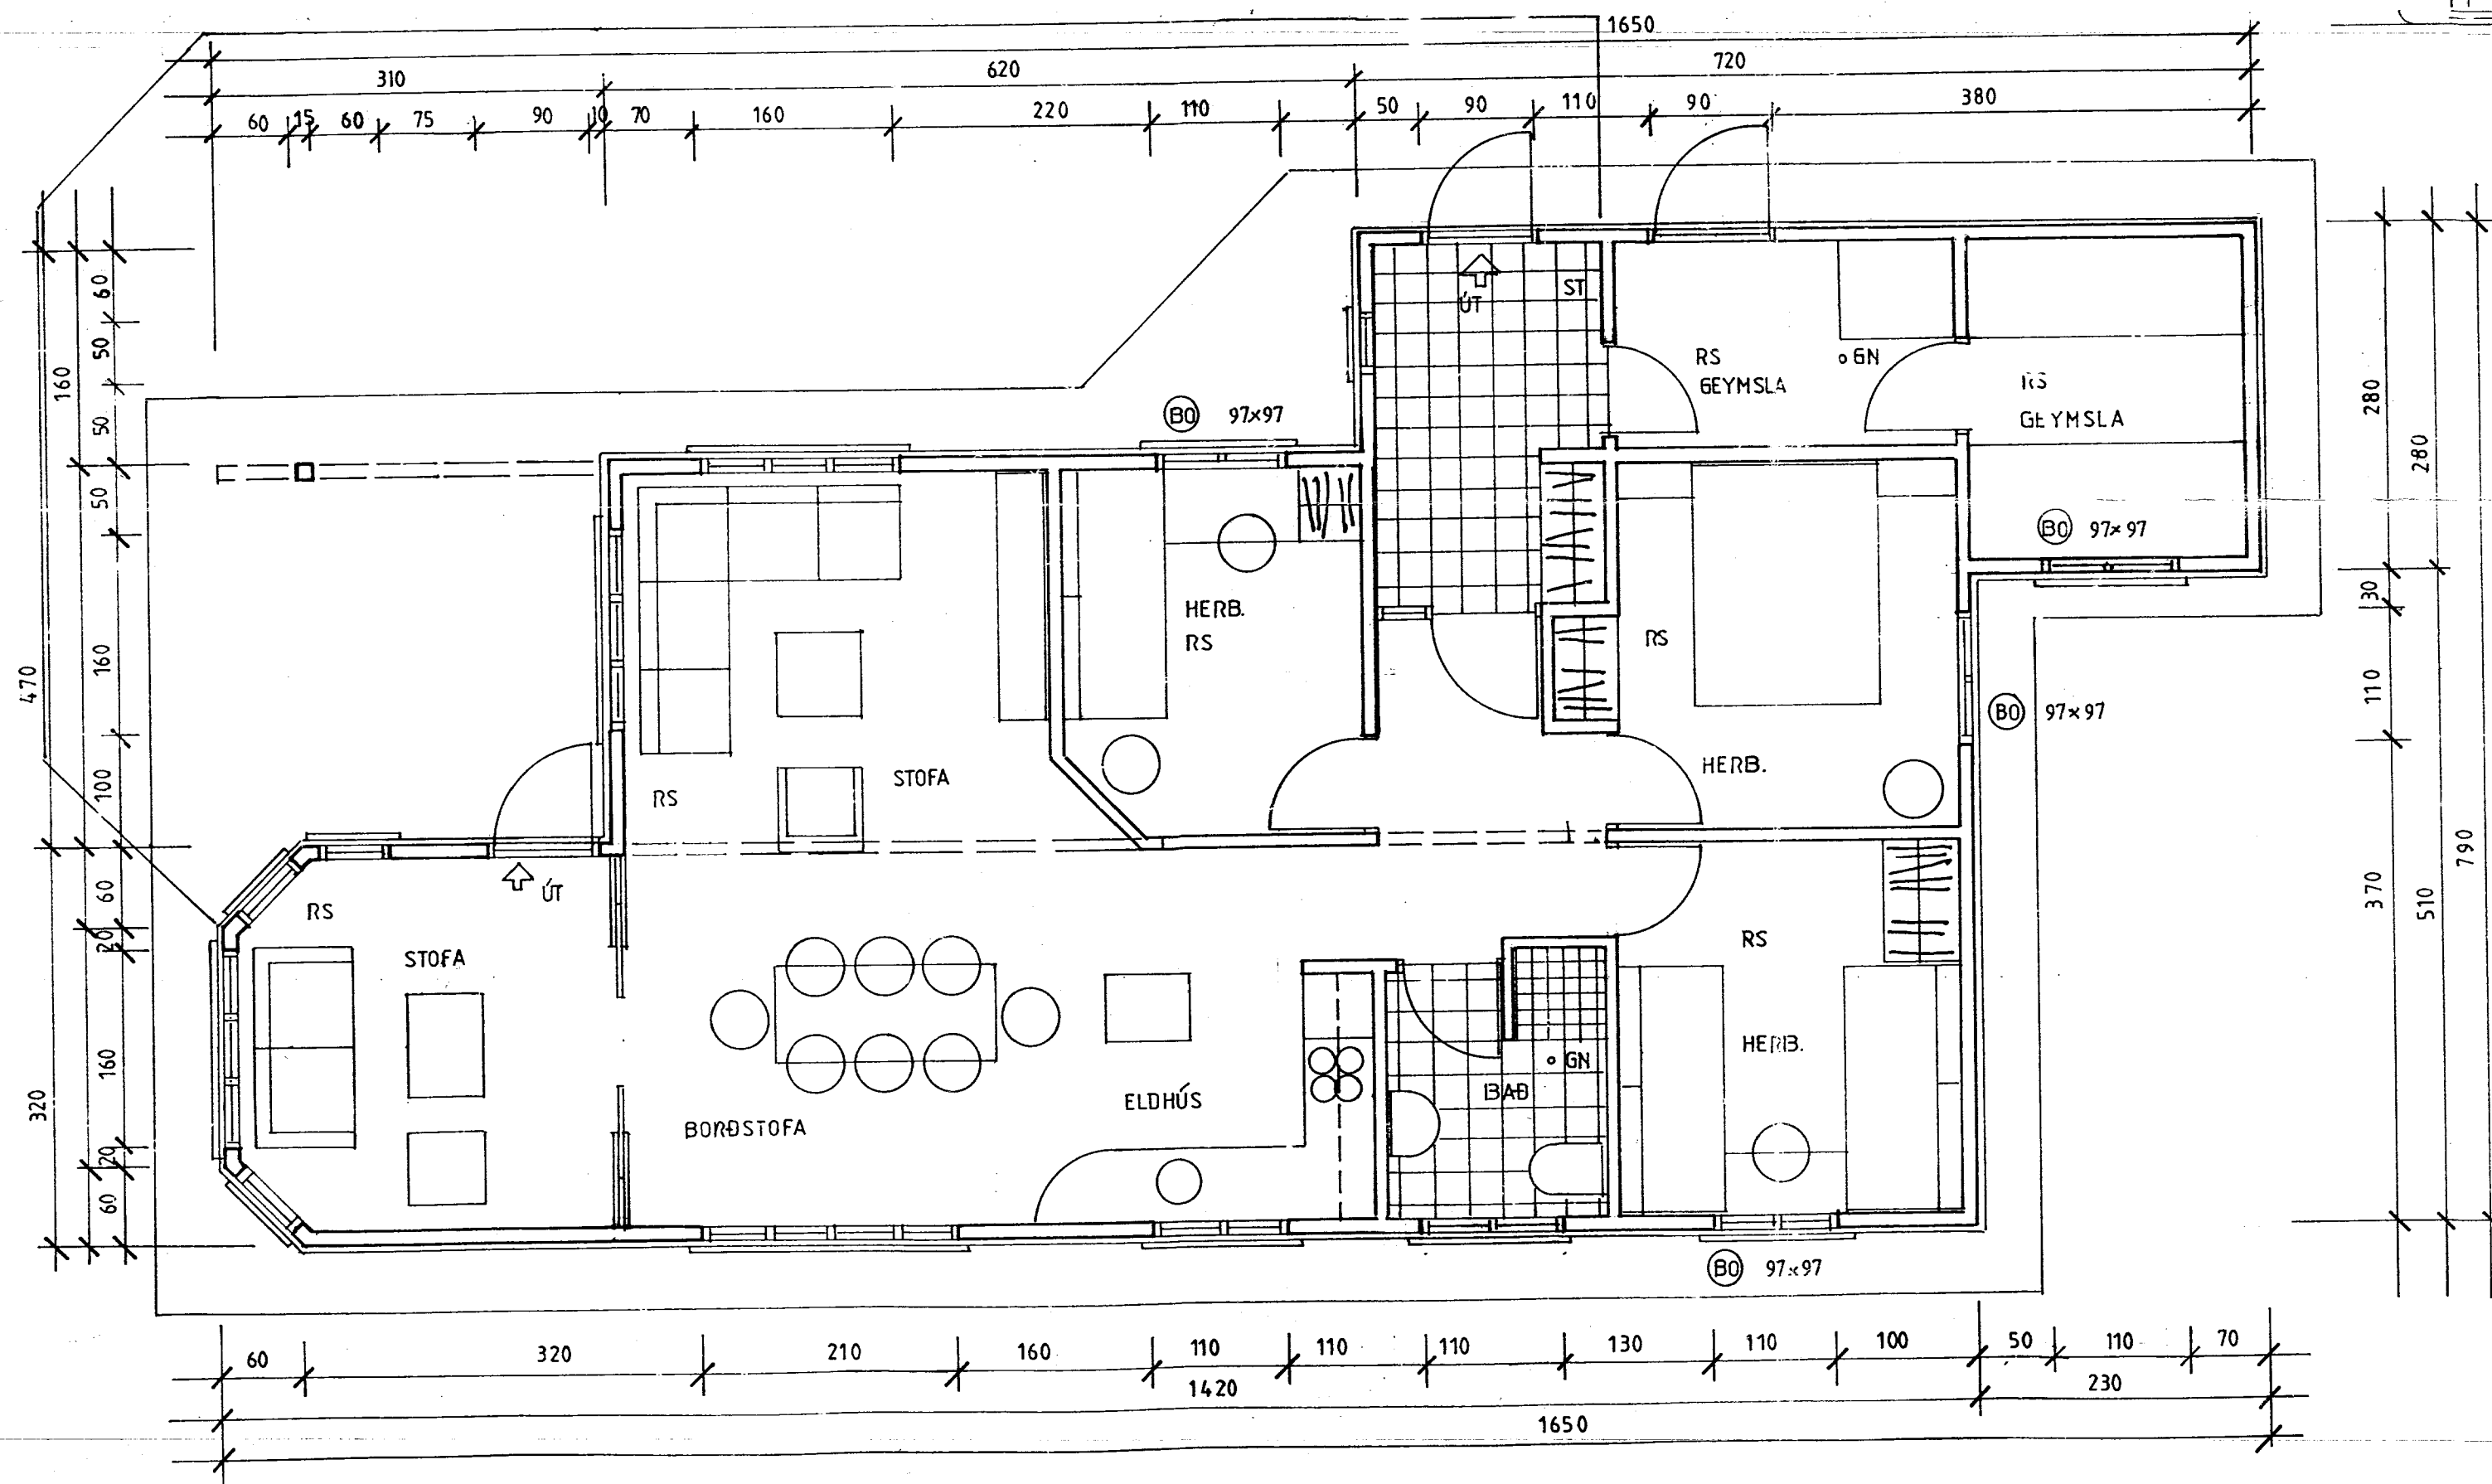 1650
310 620 720
60 15 60 75 90 10 70 160 220 110 50 90 110 90 380
470
320
160
60
50
50
50
160
100
60
20
160
20
60
280
30
110
370
280
510
790
ÚT
ST
RS
GEYMSLA
GN
RS
GEYMSLA
BO 97×97
BO 97×97
HERB.
RS
RS
HERB.
BO 97×97
STOFA
RS
ÚT
RS
STOFA
RS
HERB.
GN
BAÐ
ELDHÚS
BORÐSTOFA
BO 97×97
60 320 210 160 110 110 110 130 110 100 50 110 70
1420 230
1650